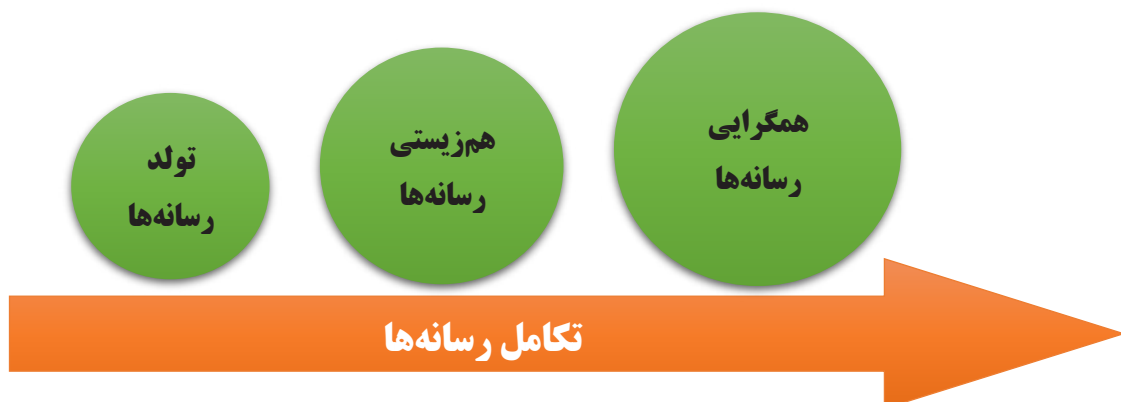 تولد
رسانه‌ها
هم‌زیستی
رسانه‌ها
همگرایی
رسانه‌ها
تکامل رسانه‌ها